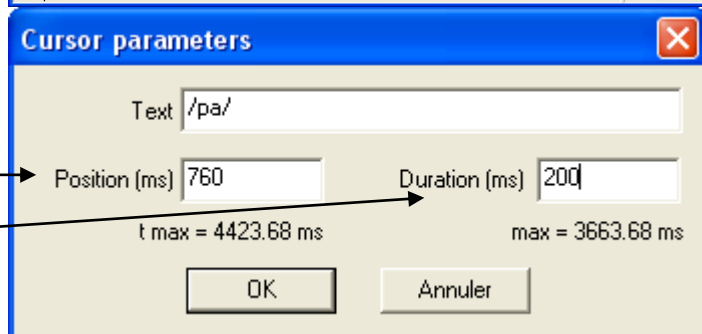 Cursor parameters
Text /pa/
Position (ms) 760 Duration (ms) 200
t max = 4423.68 ms max = 3663.68 ms
OK Annuler